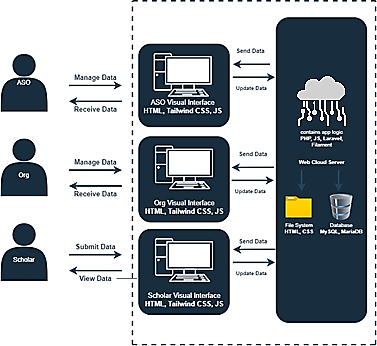 ASO
Manage Data
Receive Data
ASO Visual Interface
HTML, Tailwind CSS, JS
Send Data
Update Data
Org
Manage Data
Receive Data
Org Visual Interface
HTML, Tailwind CSS, JS
Send Data
Update Data
Scholar
Submit Data
View Data
Scholar Visual Interface
HTML, Tailwind CSS, JS
Send Data
Update Data
contains app logic
PHP, JS, Laravel,
Filament
Web Cloud Server
File System
HTML, CSS
Database
MySQL, MariaDB